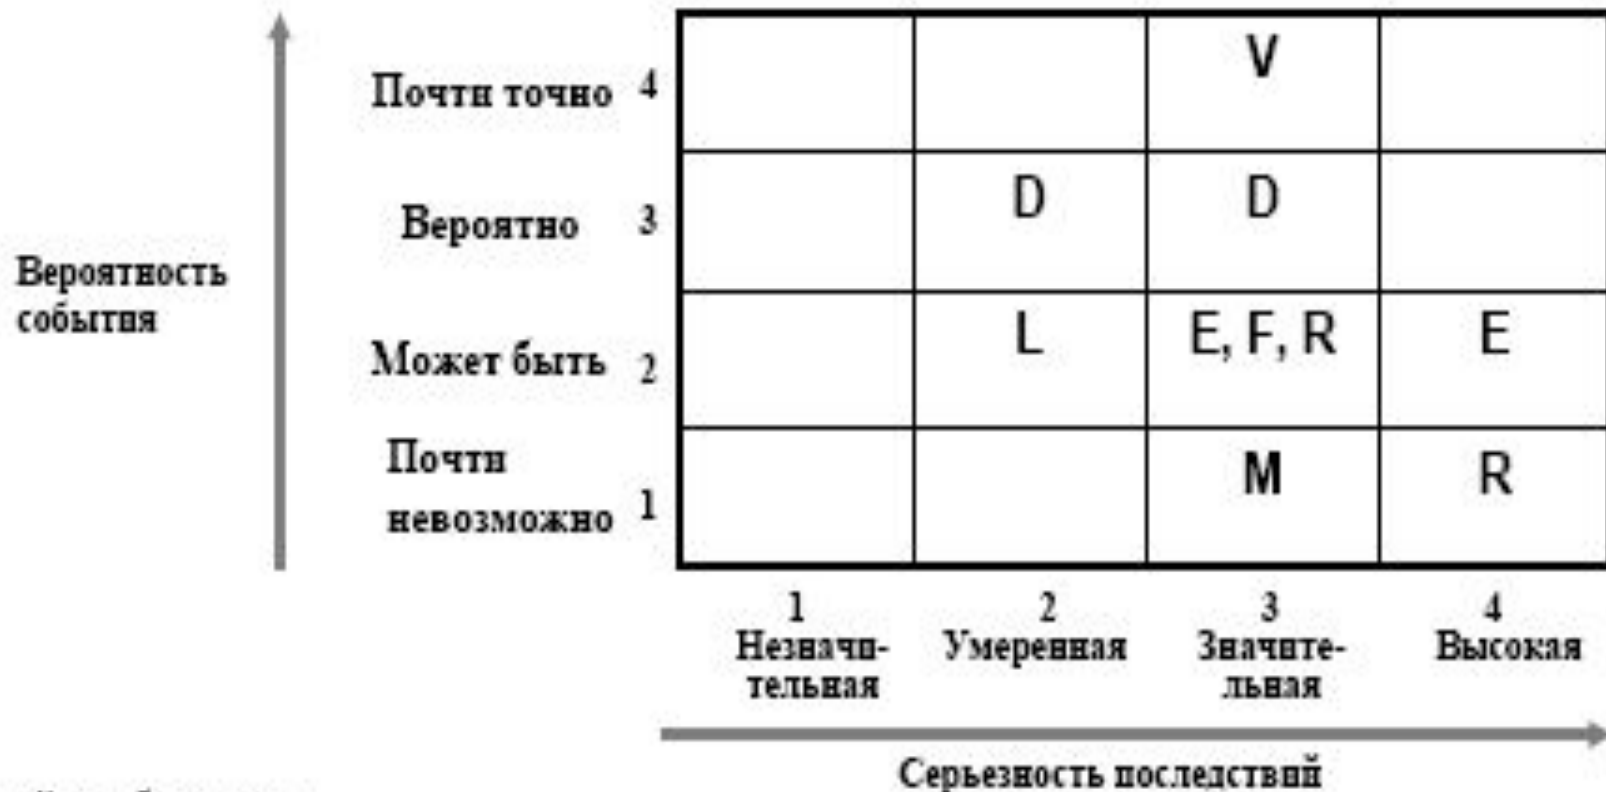 V
Почти точно 4
D D
Вероятно 3
Вероятность
события
L E, F, R E
Может быть 2
Почти
невозможно 1
M R
1 2 3 4
Незначи-
тельная
Умеренная
Значите-
льная
Высокая
Серьезность последствий